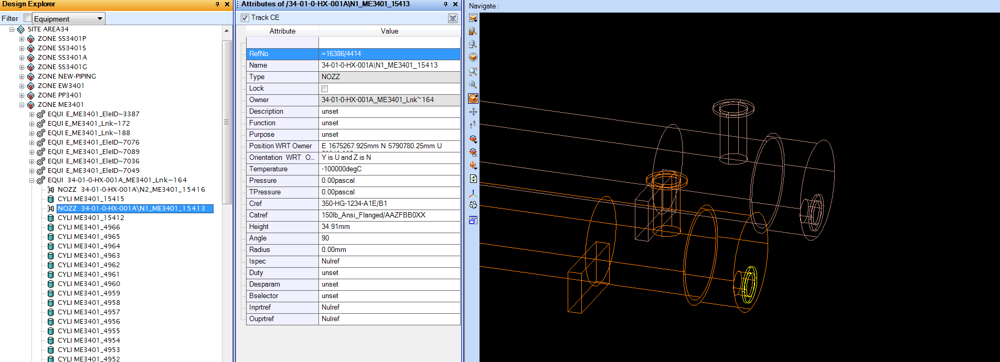 Design Explorer
Filter Equipment
SITE AREA34
ZONE SS3401P
ZONE SS3401S
ZONE SS3401A
ZONE SS3401G
ZONE NEW-PIPING
ZONE EW3401
ZONE PP3401
ZONE ME3401
EQUI E_ME3401_EleID~3387
EQUI E_ME3401_Lnk~172
EQUI E_ME3401_Lnk~188
EQUI E_ME3401_EleID~7076
EQUI E_ME3401_EleID~7089
EQUI E_ME3401_EleID~7036
EQUI E_ME3401_EleID~7049
EQUI 34-01-0-HX-001A_ME3401_Lnk~164
NOZZ 34-01-0-HX-001A\N2_ME3401_15416
CYLI ME3401_15415
NOZZ 34-01-0-HX-001A\N1_ME3401_15413
CYLI ME3401_15412
CYLI ME3401_4966
CYLI ME3401_4965
CYLI ME3401_4964
CYLI ME3401_4963
CYLI ME3401_4962
CYLI ME3401_4961
CYLI ME3401_4960
CYLI ME3401_4959
CYLI ME3401_4958
CYLI ME3401_4957
CYLI ME3401_4956
CYLI ME3401_4955
CYLI ME3401_4954
CYLI ME3401_4953
CYLI ME3401_4952
Attributes of /34-01-0-HX-001A\N1_ME3401_15413
Track CE
Attribute Value
RefNo =16386/4414
Name 34-01-0-HX-001A\N1_ME3401_15413
Type NOZZ
Lock
Owner 34-01-0-HX-001A_ME3401_Lnk~164
Description unset
Function unset
Purpose unset
Position WRT Owner E 1675267.925mm N 5790780.25mm U
Orientation WRT O... Y is U and Z is N
Temperature -100000degC
Pressure 0.00pascal
TPressure 0.00pascal
Cref 350-HG-1234-A1E/B1
Catref 150lb_Ansi_Flanged/AAZFBB0XX
Height 34.91mm
Angle 90
Radius 0.00mm
Ispec Nulref
Duty unset
Desparam unset
Bselector unset
Inprtref Nulref
Ouprtref Nulref
Navigate :
CE